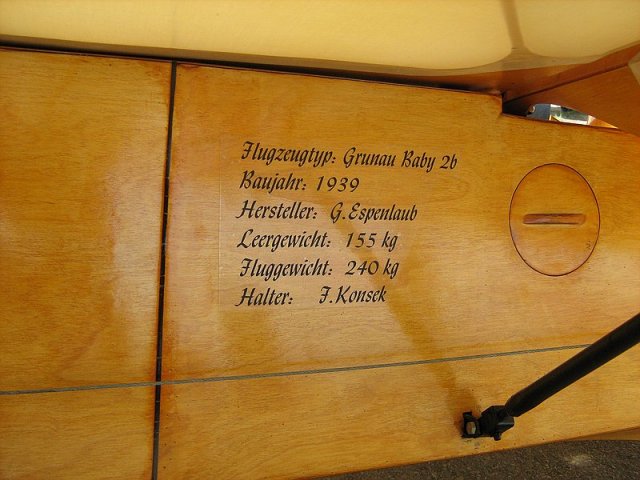 Flugzeugtyp: Grunau Baby 2b
Baujahr: 1939
Hersteller: G.Espenlaub
Leergewicht: 155 kg
Fluggewicht: 240 kg
Halter: F.Konsek